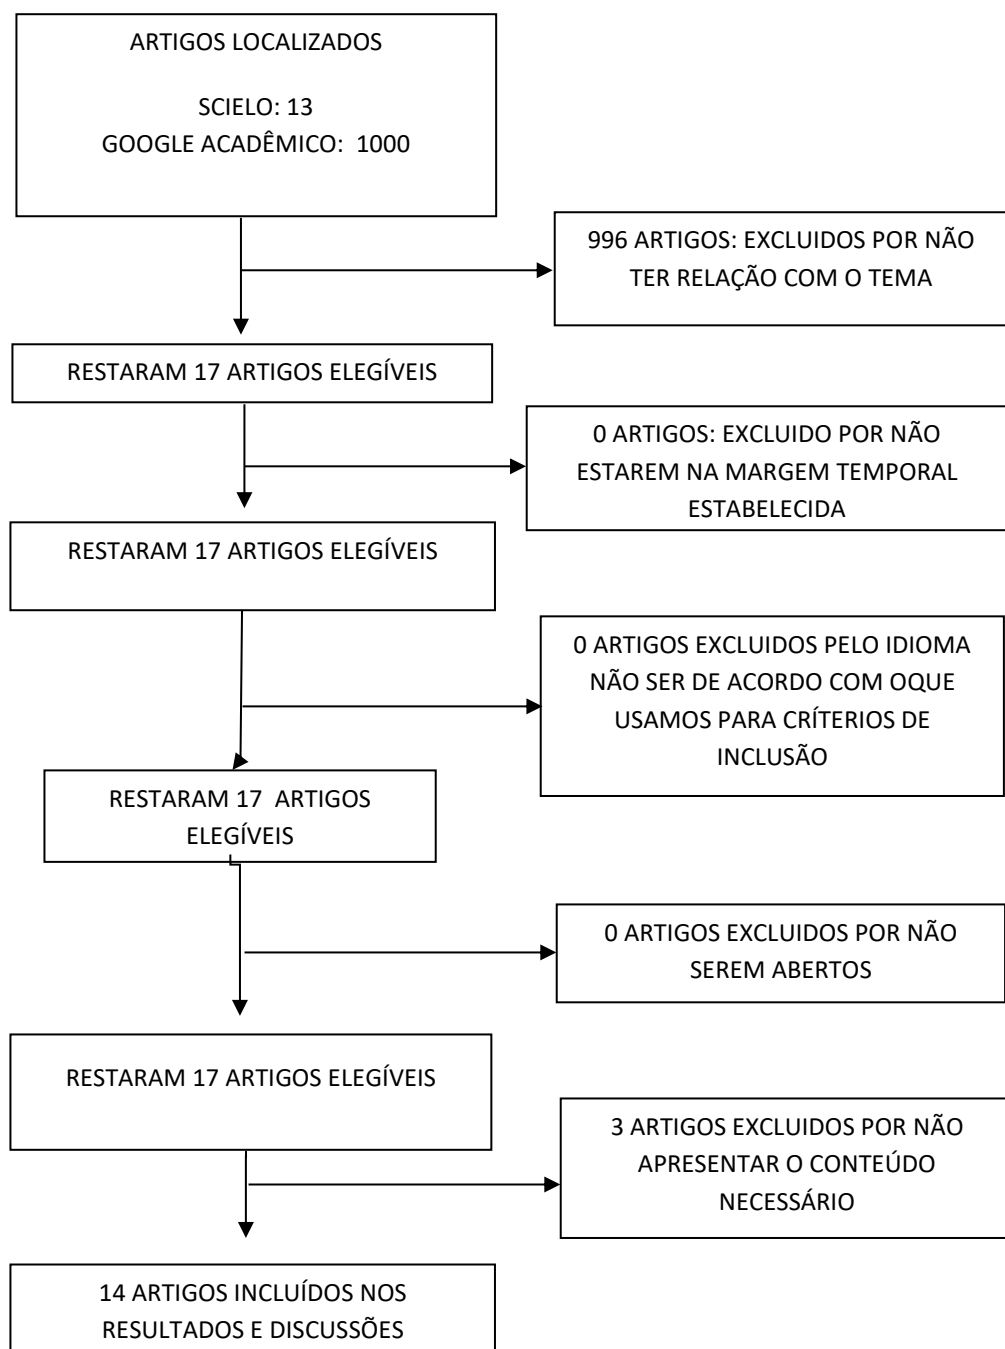 ARTIGOS LOCALIZADOS
SCIELO: 13
GOOGLE ACADÊMICO: 1000
996 ARTIGOS: EXCLUIDOS POR NÃO
TER RELAÇÃO COM O TEMA
RESTARAM 17 ARTIGOS ELEGÍVEIS
0 ARTIGOS: EXCLUIDO POR NÃO
ESTAREM NA MARGEM TEMPORAL
ESTABELECIDA
RESTARAM 17 ARTIGOS ELEGÍVEIS
0 ARTIGOS EXCLUIDOS PELO IDIOMA
NÃO SER DE ACORDO COM OQUE
USAMOS PARA CRÍTERIOS DE
INCLUSÃO
RESTARAM 17 ARTIGOS
ELEGÍVEIS
0 ARTIGOS EXCLUIDOS POR NÃO
SEREM ABERTOS
RESTARAM 17 ARTIGOS ELEGÍVEIS
3 ARTIGOS EXCLUIDOS POR NÃO
APRESENTAR O CONTEÚDO
NECESSÁRIO
14 ARTIGOS INCLUÍDOS NOS
RESULTADOS E DISCUSSÕES